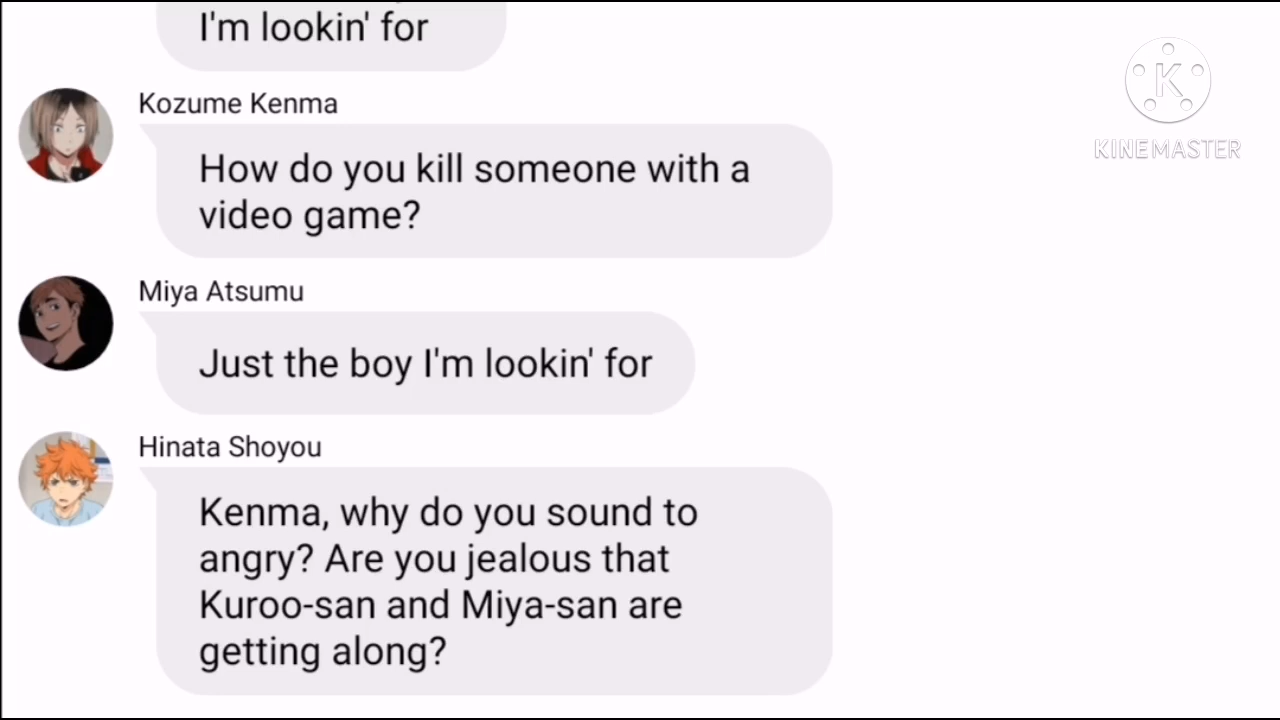 I'm lookin' for
Kozume Kenma
How do you kill someone with a
video game?
Miya Atsumu
Just the boy I'm lookin' for
Hinata Shoyou
Kenma, why do you sound to
angry? Are you jealous that
Kuroo-san and Miya-san are
getting along?
K
KINEMASTER